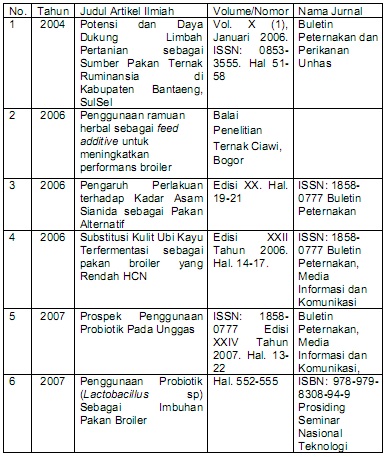 No. Tahun Judul Artikel Ilmiah Volume/Nomor Nama Jurnal
1 2004 Potensi dan Daya Dukung Limbah Pertanian sebagai Sumber Pakan Ternak Ruminansia di Kabupaten Bantaeng, SulSel Vol. X (1), Januari 2006. ISSN: 0853-3555. Hal 51-58 Buletin Peternakan dan Perikanan Unhas
2 2006 Penggunaan ramuan herbal sebagai feed additive untuk meningkatkan performans broiler Balai Penelitian Ternak Ciawi, Bogor
3 2006 Pengaruh Perlakuan terhadap Kadar Asam Sianida sebagai Pakan Alternatif Edisi XX. Hal. 19-21 ISSN: 1858-0777 Buletin Peternakan
4 2006 Substitusi Kulit Ubi Kayu Terfermentasi sebagai pakan broiler yang Rendah HCN Edisi XXII Tahun 2006. Hal. 14-17. ISSN: 1858-0777 Buletin Peternakan, Media Informasi dan Komunikasi
5 2007 Prospek Penggunaan Probiotik Pada Unggas ISSN: 1858-0777 Edisi XXIV Tahun 2007. Hal. 13-22 Buletin Peternakan, Media Informasi dan Komunikasi,
6 2007 Penggunaan Probiotik (Lactobacillus sp) Sebagai Imbuhan Pakan Broiler Hal. 552-555 ISBN: 978-979-8308-94-9 Prosiding Seminar Nasional Teknologi